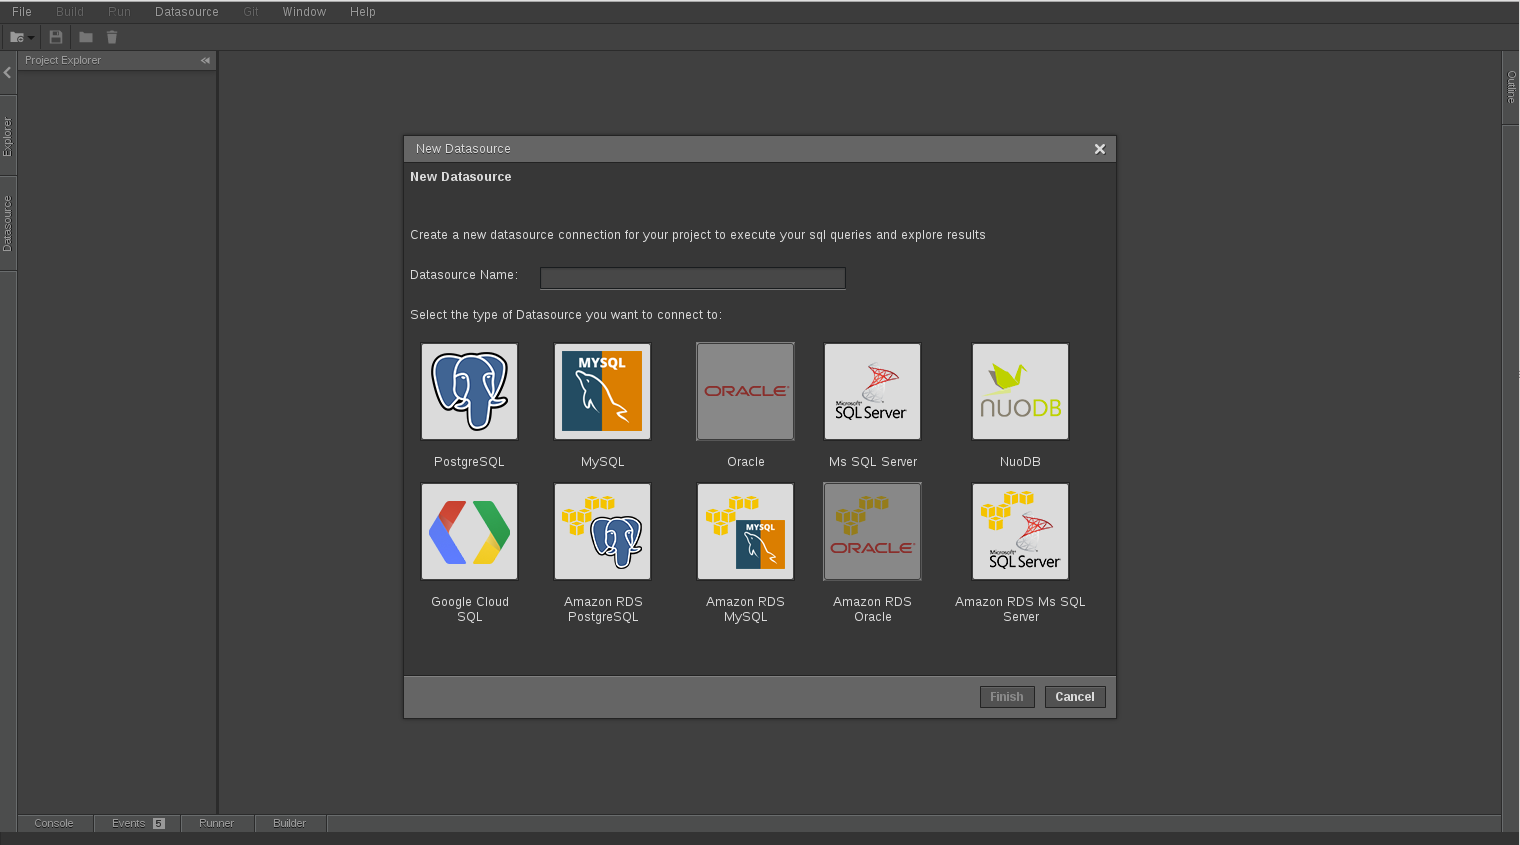 File Build Run Datasource Git Window Help
Project Explorer
Outline
Explorer
Datasource
New Datasource
New Datasource
Create a new datasource connection for your project to execute your sql queries and explore results
Datasource Name:
Select the type of Datasource you want to connect to:
MYSQL
ORACLE
Microsoft®
SQL Server
NUODB
PostgreSQL MySQL Oracle Ms SQL Server NuoDB
MYSQL
ORACLE
Microsoft®
SQL Server
Google Cloud Amazon RDS Amazon RDS Amazon RDS Amazon RDS Ms SQL
SQL PostgreSQL MySQL Oracle Server
Finish Cancel
Console Events 5 Runner Builder